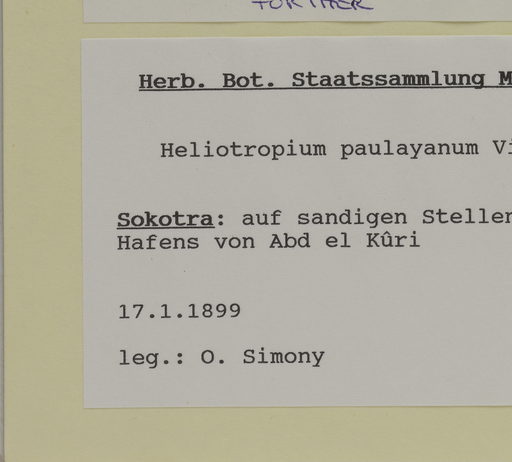 FÖRTHER
Herb. Bot. Staatssammlung M
Heliotropium paulayanum Vi
Sokotra: auf sandigen Stellen
Hafens von Abd el Kûri
17.1.1899
leg.: O. Simony